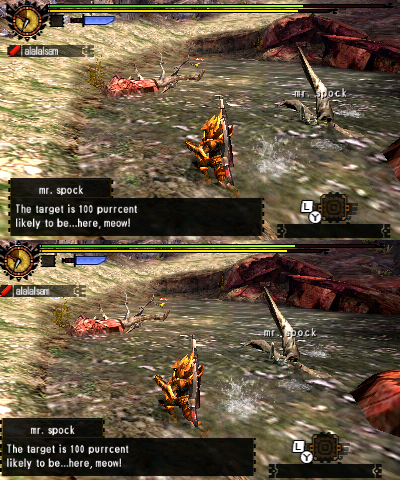 alalalsam
mr. spock
mr. spock
The target is 100 purrcent
likely to be...here, meow!
L
Y
alalalsam
mr. spock
mr. spock
The target is 100 purrcent
likely to be...here, meow!
L
Y